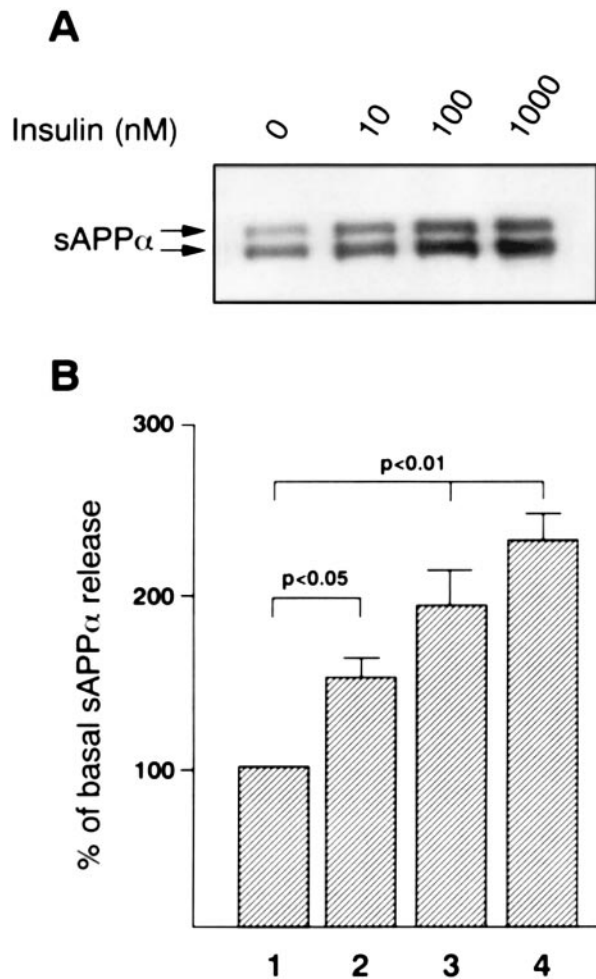 A
Insulin (nM)
0 10 100 1000
sAPPα
B
% of basal sAPPα release
300
200
100
p<0.01
p<0.05
1 2 3 4